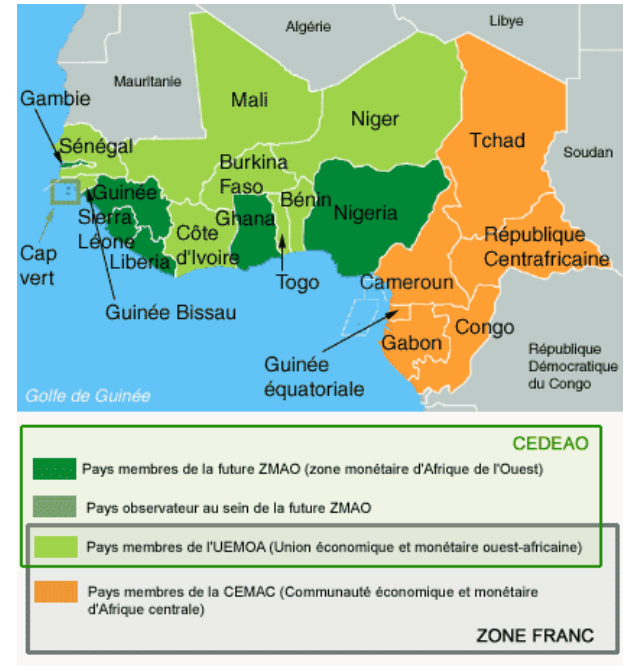 Algérie
Libye
Mauritanie
Gambie
Mali
Niger
Tchad
Sénégal
Soudan
Burkina
Faso
Guinée
Bénin
Nigeria
Sierra
Léone
Ghana
Côte
d'Ivoire
République
Centrafricaine
Cap
vert
Liberia
Togo
Cameroun
Guinée Bissau
Congo
Gabon
Guinée
équatoriale
République
Démocratique
du Congo
Golfe de Guinée
CEDEAO
Pays membres de la future ZMAO (zone monétaire d'Afrique de l'Ouest)
Pays observateur au sein de la future ZMAO
Pays membres de l'UEMOA (Union économique et monétaire ouest-africaine)
Pays membres de la CEMAC (Communauté économique et monétaire
d'Afrique centrale)
ZONE FRANC